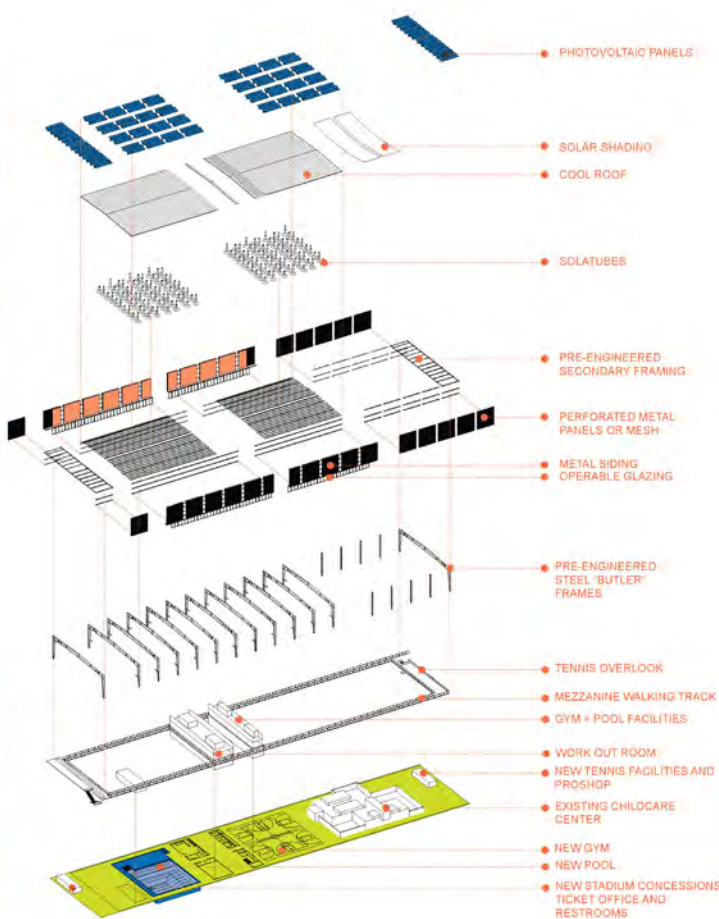 PHOTOVOLTAIC PANELS
SOLAR SHADING
COOL ROOF
SOLATUBES
PRE-ENGINEERED
SECONDARY FRAMING
PERFORATED METAL
PANELS OR MESH
METAL SIDING
OPERABLE GLAZING
PRE-ENGINEERED
STEEL "BUTLER"
FRAMES
TENNIS OVERLOOK
MEZZANINE WALKING TRACK
GYM + POOL FACILITIES
WORK OUT ROOM
NEW TENNIS FACILITIES AND
PROSHOP
EXISTING CHILDCARE
CENTER
NEW GYM
NEW POOL
NEW STADIUM CONCESSIONS
TICKET OFFICE AND
RESTROOMS